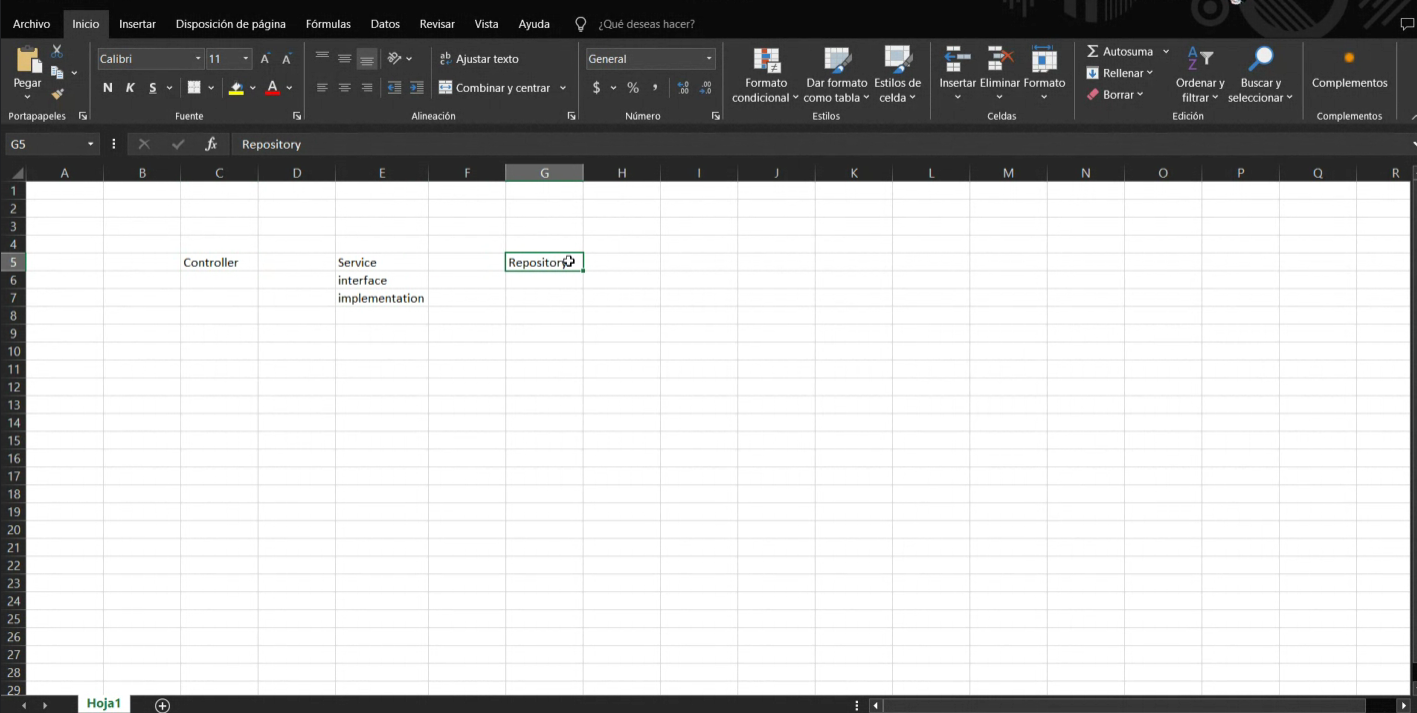 Archivo Inicio Insertar Disposición de página Fórmulas Datos Revisar Vista Ayuda ¿Qué deseas hacer?
Pegar
Portapapeles
Calibri 11
N K S A
Fuente
ab Ajustar texto
Combinar y centrar
Alineación
General
$ % ,
Número
Formato condicional
Dar formato como tabla
Estilos de celda
Estilos
Insertar Eliminar Formato
Celdas
Autosuma
Rellenar
Borrar
Ordenar y filtrar
Buscar y seleccionar
Edición
Complementos
Complementos
G5 fx Repository
A B C D E F G H I J K L M N O P Q R
1
2
3
4
5 Controller Service Repository
6 interface
7 implementation
8
9
10
11
12
13
14
15
16
17
18
19
20
21
22
23
24
25
26
27
28
29
Hoja1